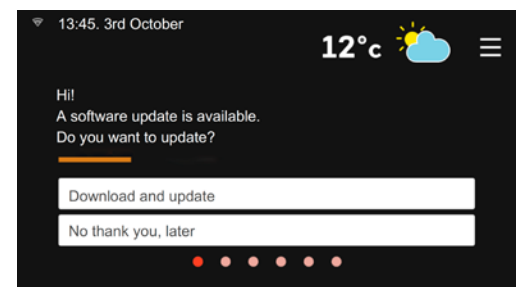 13:45. 3rd October
12°c
Hi!
A software update is available.
Do you want to update?
Download and update
No thank you, later